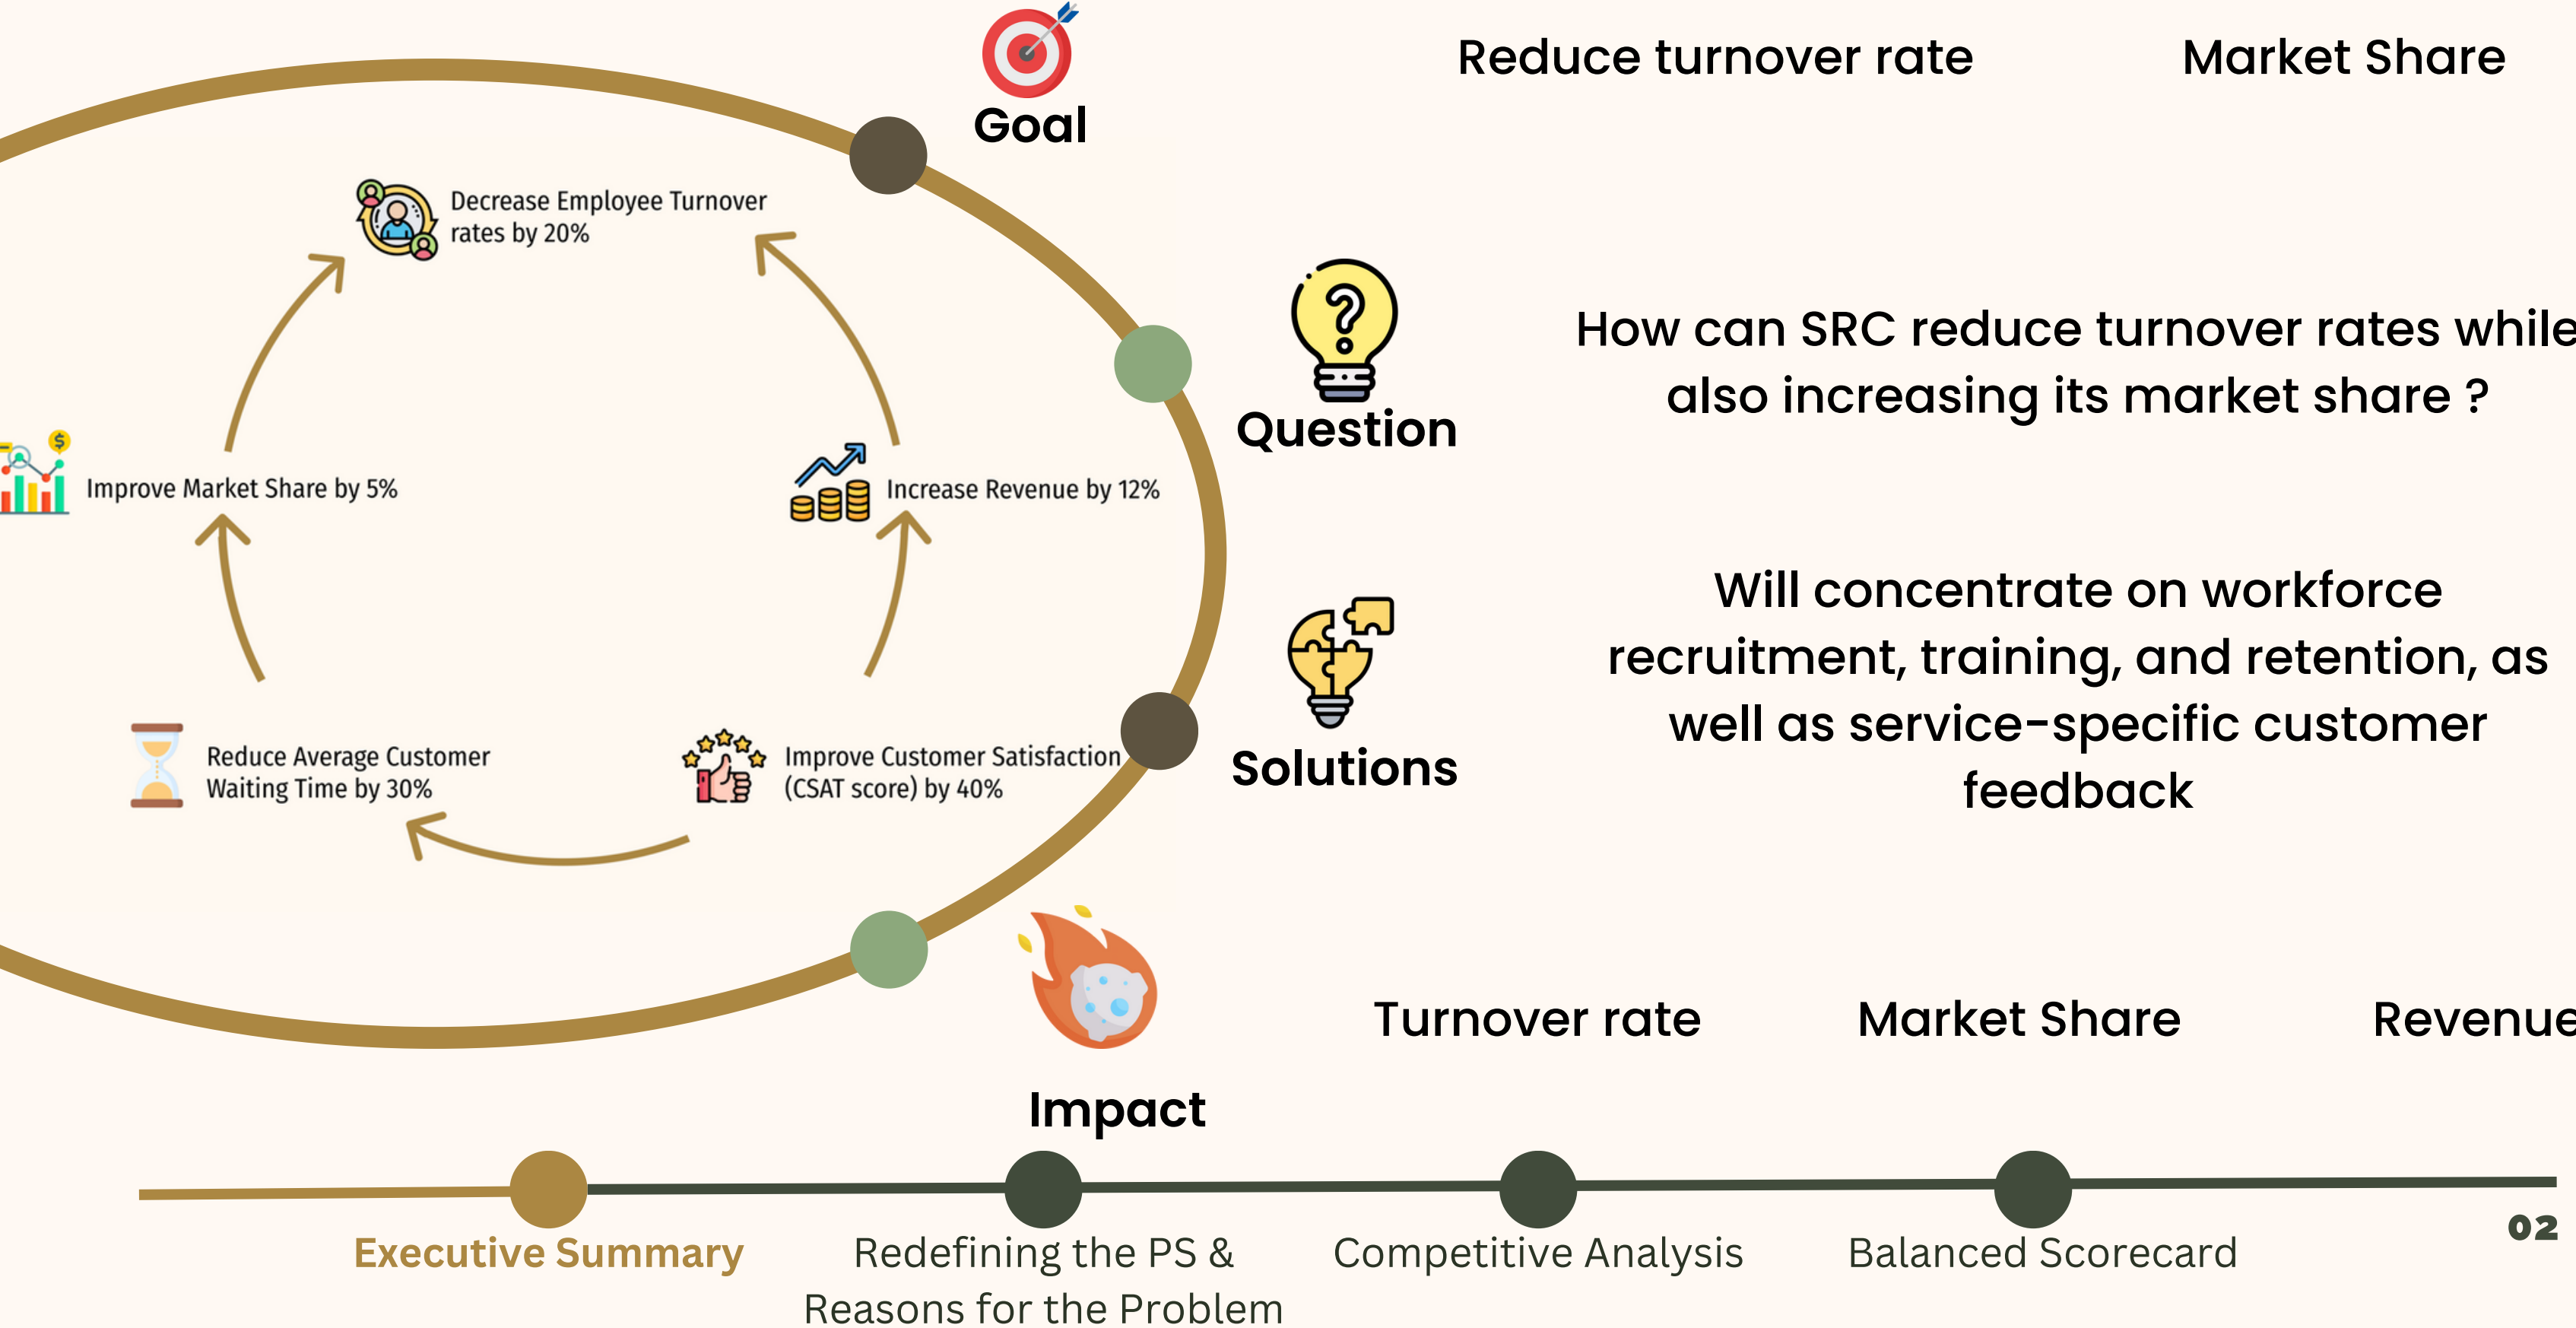 Goal
Reduce turnover rate
Market Share
Decrease Employee Turnover
rates by 20%
Improve Market Share by 5%
Increase Revenue by 12%
Reduce Average Customer
Waiting Time by 30%
Improve Customer Satisfaction
(CSAT score) by 40%
Question
How can SRC reduce turnover rates while
also increasing its market share ?
Solutions
Will concentrate on workforce
recruitment, training, and retention, as
well as service-specific customer
feedback
Impact
Turnover rate
Market Share
Revenue
Executive Summary
Redefining the PS &
Reasons for the Problem
Competitive Analysis
Balanced Scorecard
02